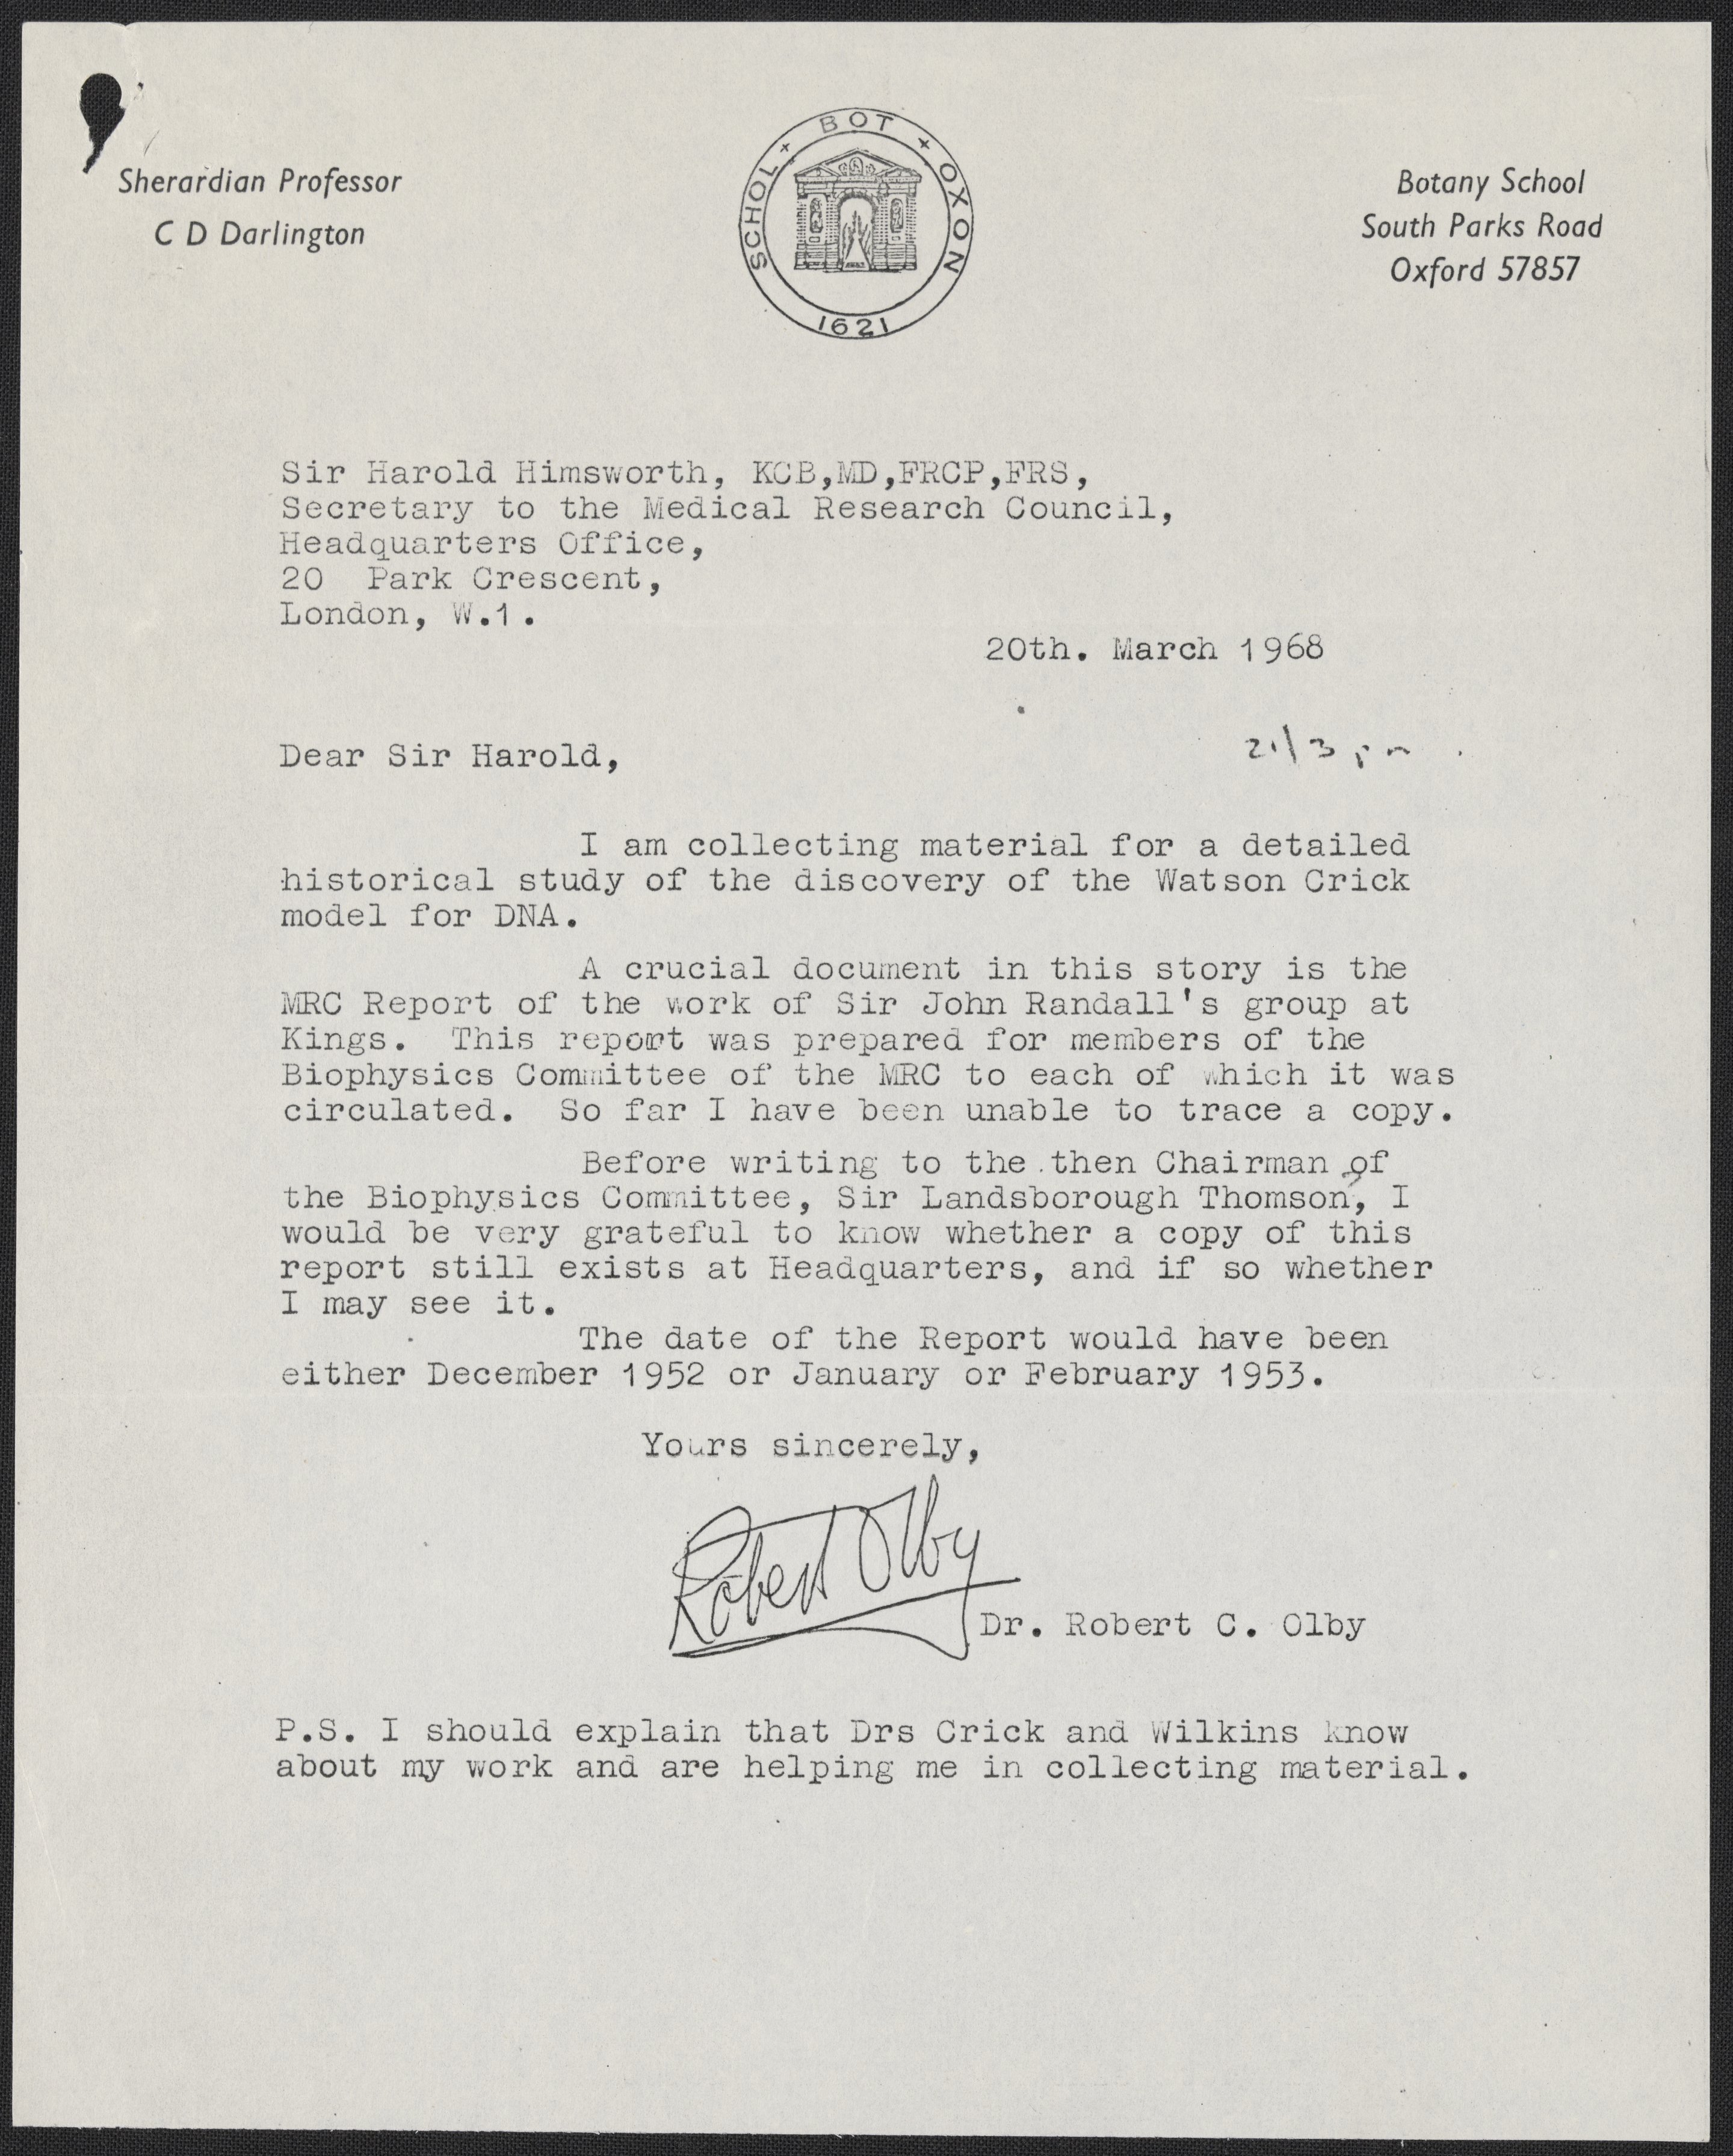 Sherardian Professor
C D Darlington
SCHOL + BOT + OXON
1621
Botany School
South Parks Road
Oxford 57857
Sir Harold Himsworth, KCB,MD,FRCP,FRS,
Secretary to the Medical Research Council,
Headquarters Office,
20  Park Crescent,
London, W.1.
20th. March 1968
21/3
Dear Sir Harold,
I am collecting material for a detailed
historical study of the discovery of the Watson Crick
model for DNA.
A crucial document in this story is the
MRC Report of the work of Sir John Randall's group at
Kings.  This report was prepared for members of the
Biophysics Committee of the MRC to each of which it was
circulated.  So far I have been unable to trace a copy.
Before writing to the then Chairman of
the Biophysics Committee, Sir Landsborough Thomson, I
would be very grateful to know whether a copy of this
report still exists at Headquarters, and if so whether
I may see it.
The date of the Report would have been
either December 1952 or January or February 1953.
Yours sincerely,
Robert Olby
Dr. Robert C. Olby
P.S. I should explain that Drs Crick and Wilkins know
about my work and are helping me in collecting material.